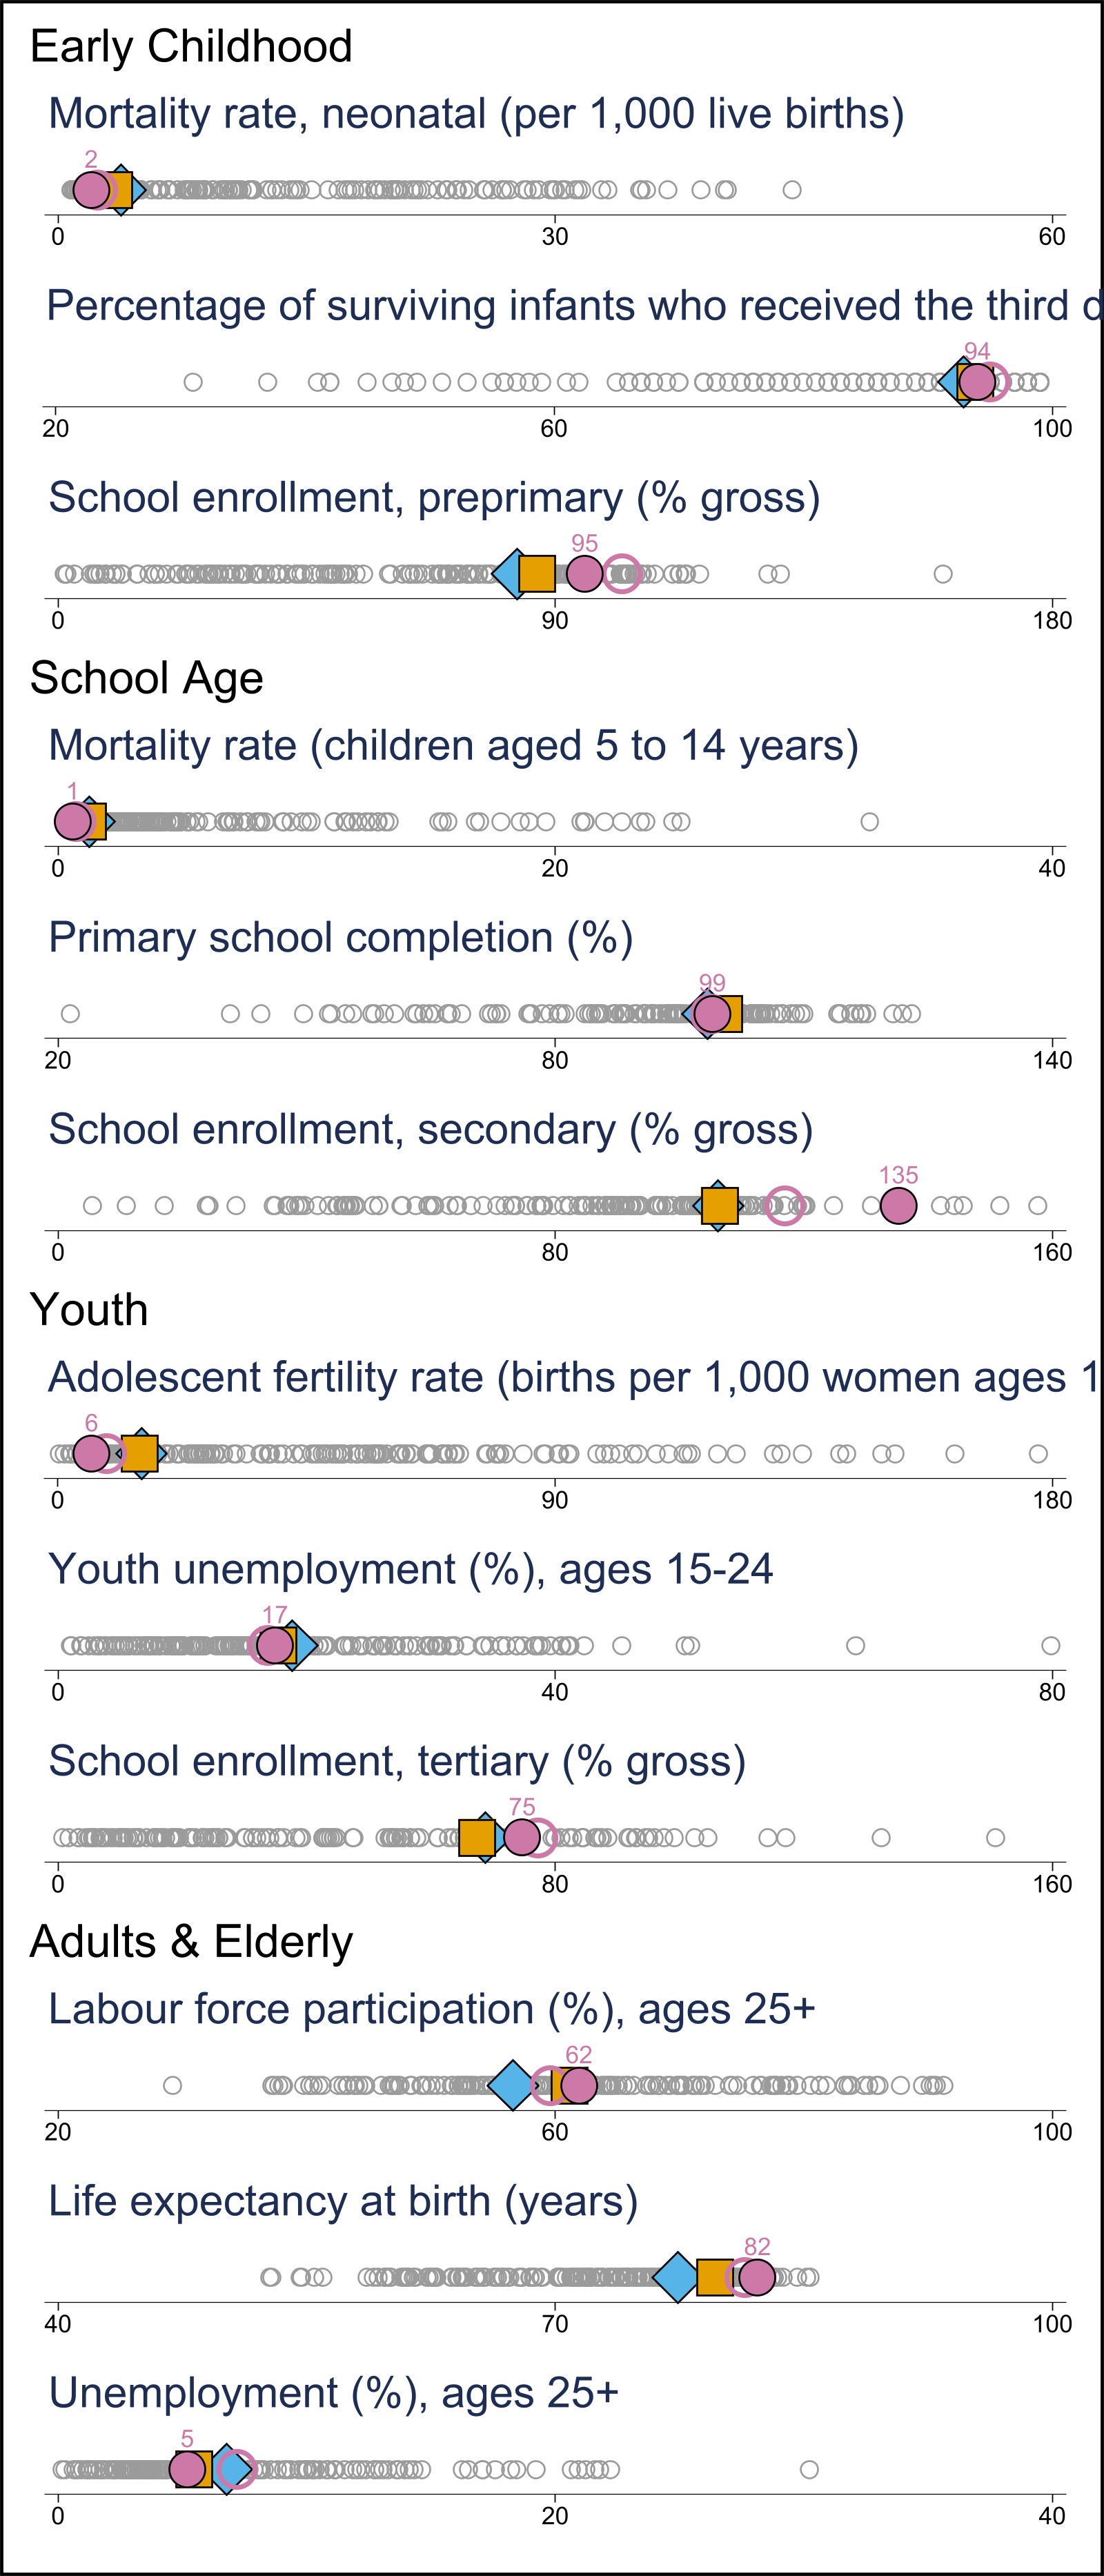 Early Childhood
Mortality rate, neonatal (per 1,000 live births)
2
0 30 60
Percentage of surviving infants who received the third d
94
20 60 100
School enrollment, preprimary (% gross)
95
0 90 180
School Age
Mortality rate (children aged 5 to 14 years)
1
0 20 40
Primary school completion (%)
99
20 80 140
School enrollment, secondary (% gross)
135
0 80 160
Youth
Adolescent fertility rate (births per 1,000 women ages 1
6
0 90 180
Youth unemployment (%), ages 15-24
17
0 40 80
School enrollment, tertiary (% gross)
75
0 80 160
Adults & Elderly
Labour force participation (%), ages 25+
62
20 60 100
Life expectancy at birth (years)
82
40 70 100
Unemployment (%), ages 25+
5
0 20 40